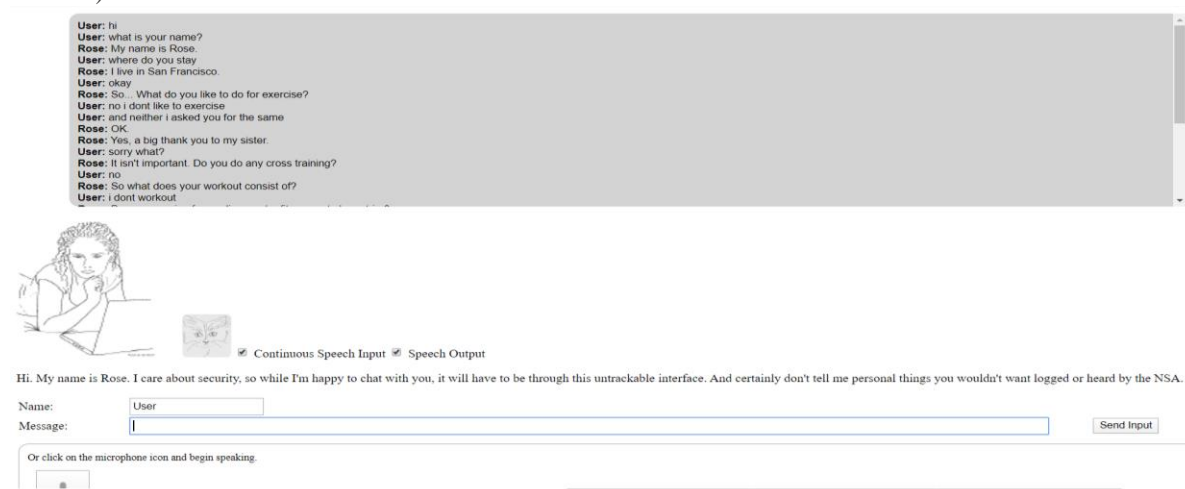 User: hi
User: what is your name?
Rose: My name is Rose.
User: where do you stay
Rose: I live in San Francisco.
User: okay
Rose: So... What do you like to do for exercise?
User: no i dont like to exercise
User: and neither i asked you for the same
Rose: OK.
Rose: Yes, a big thank you to my sister.
User: sorry what?
Rose: It isn't important. Do you do any cross training?
User: no
Rose: So what does your workout consist of?
User: i dont workout
Continuous Speech Input Speech Output
Hi. My name is Rose. I care about security, so while I'm happy to chat with you, it will have to be through this untrackable interface. And certainly don't tell me personal things you wouldn't want logged or heard by the NSA.
Name: User
Message: Send Input
Or click on the microphone icon and begin speaking.